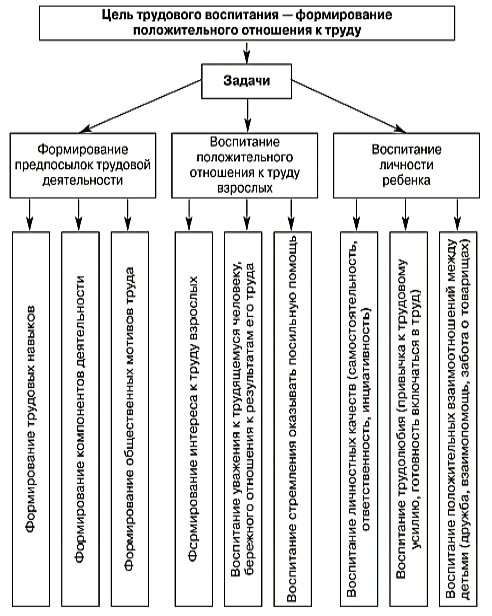 Цель трудового воспитания — формирование
положительного отношения к труду
Задачи
Формирование
предпосылок трудовой
деятельности
Воспитание
положительного
отношения к труду
взрослых
Воспитание
личности
ребенка
Формирование трудовых навыков
Формирование компонентов деятельности
Формирование общественных мотивов труда
Формирование интереса к труду взрослых
Воспитание уважения к трудящемуся человеку,
бережного отношения к результатам его труда
Воспитание стремления оказывать посильную помощь
Воспитание личностных качеств (самостоятельность,
ответственность, инциативность)
Воспитание трудолюбия (привычка к трудовому
усилию, готовность включаться в труд)
Воспитание положительных взаимоотношений между
детьми (дружба, взаимопомощь, забота о товарищах)